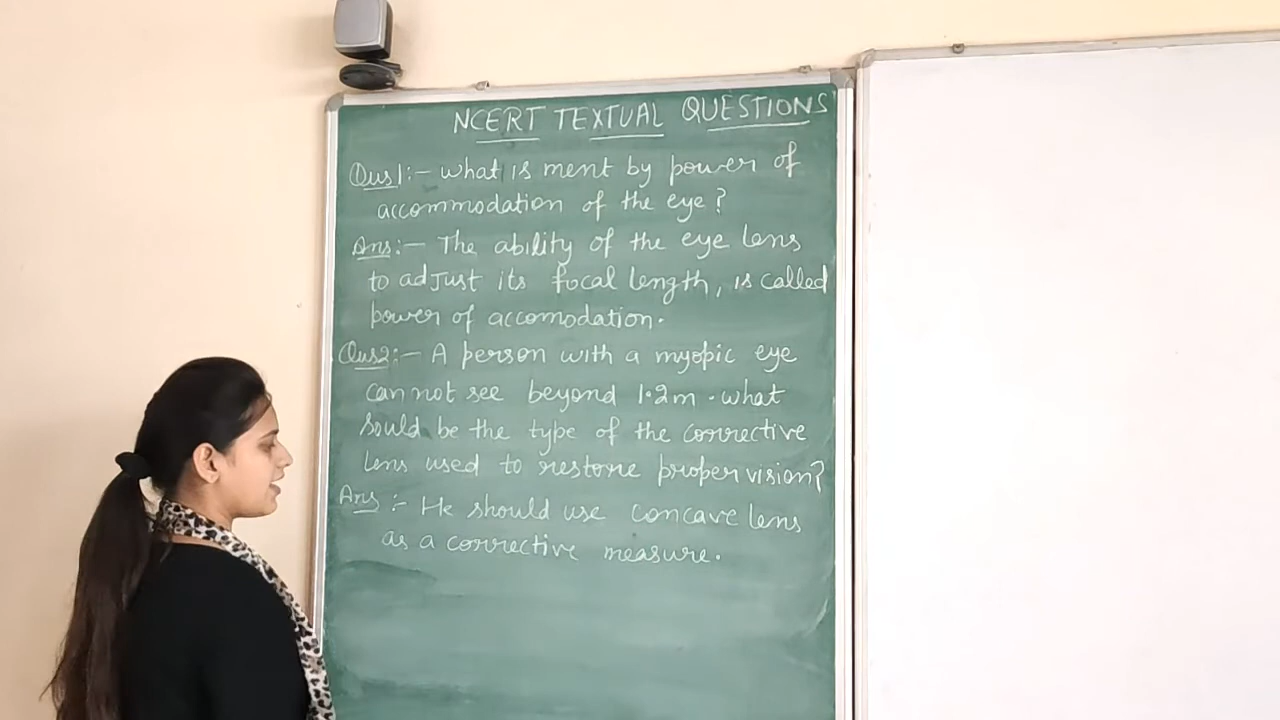 NCERT TEXTUAL QUESTIONS
Qus1:- What is ment by power of
accommodation of the eye?
Ans:- The ability of the eye lens
to adjust its focal length, is called
power of accomodation.
Qus2:- A person with a myopic eye
can not see beyond 1.2m. what
sould be the type of the corrective
lens used to restore proper vision?
Ans :- He should use concave lens
as a corrective measure.